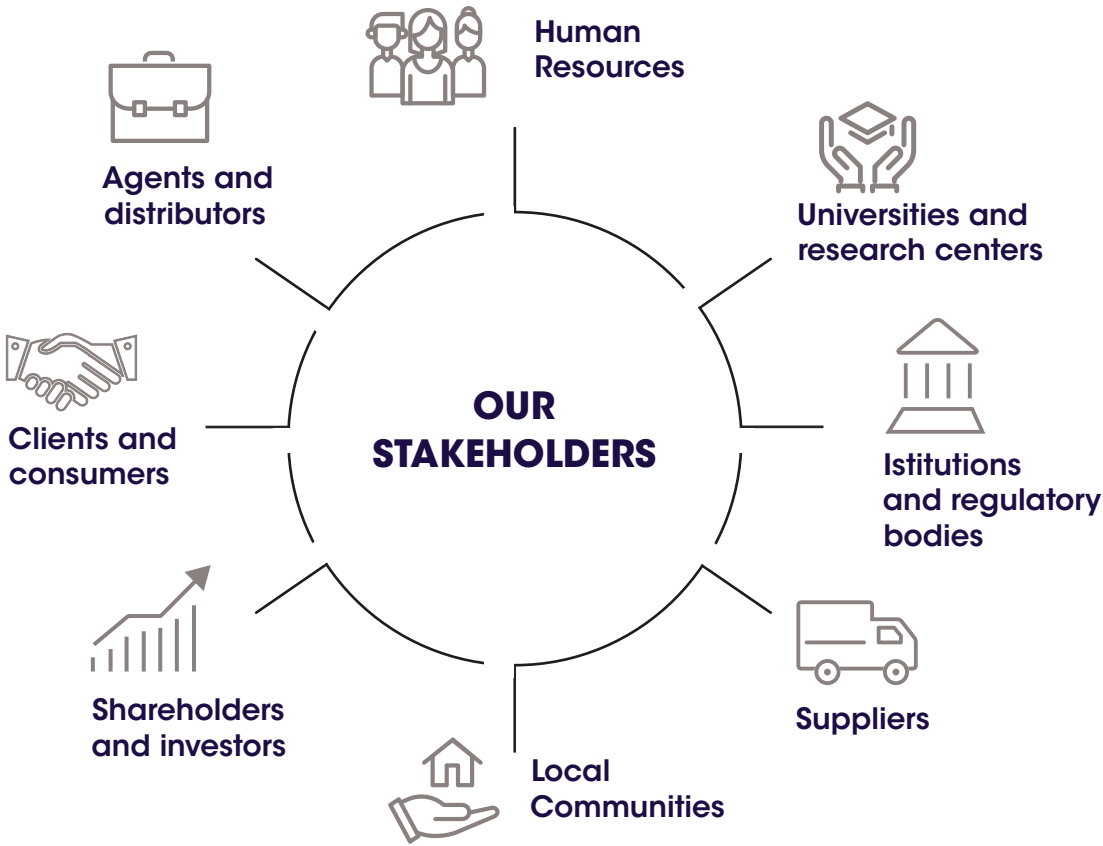 Human
Resources
Agents and
distributors
Universities and
research centers
OUR
STAKEHOLDERS
Clients and
consumers
Istitutions
and regulatory
bodies
Shareholders
and investors
Suppliers
Local
Communities